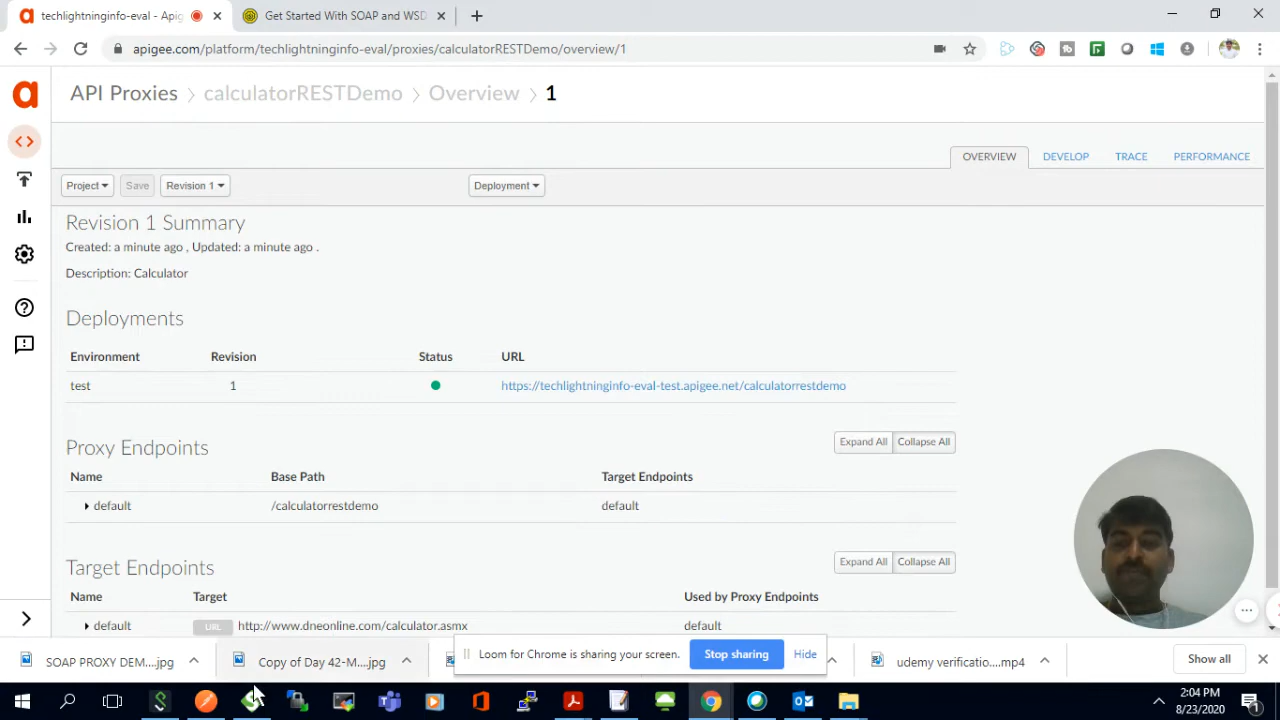 techlightninginfo-eval - Apig
Get Started With SOAP and WSD
apigee.com/platform/techlightninginfo-eval/proxies/calculatorRESTDemo/overview/1
API Proxies > calculatorRESTDemo > Overview > 1
OVERVIEW DEVELOP TRACE PERFORMANCE
Project Save Revision 1 Deployment
Revision 1 Summary
Created: a minute ago , Updated: a minute ago .
Description: Calculator
Deployments
Environment Revision Status URL
test 1 https://techlightninginfo-eval-test.apigee.net/calculatorrestdemo
Proxy Endpoints Expand All Collapse All
Name Base Path Target Endpoints
default /calculatorrestdemo default
Target Endpoints Expand All Collapse All
Name Target Used by Proxy Endpoints
default URL http://www.dneonline.com/calculator.asmx default
SOAP PROXY DEM....jpg
Copy of Day 42-M....jpg
Loom for Chrome is sharing your screen. Stop sharing Hide
udemy verificatio....mp4
Show all
2:04 PM
8/23/2020